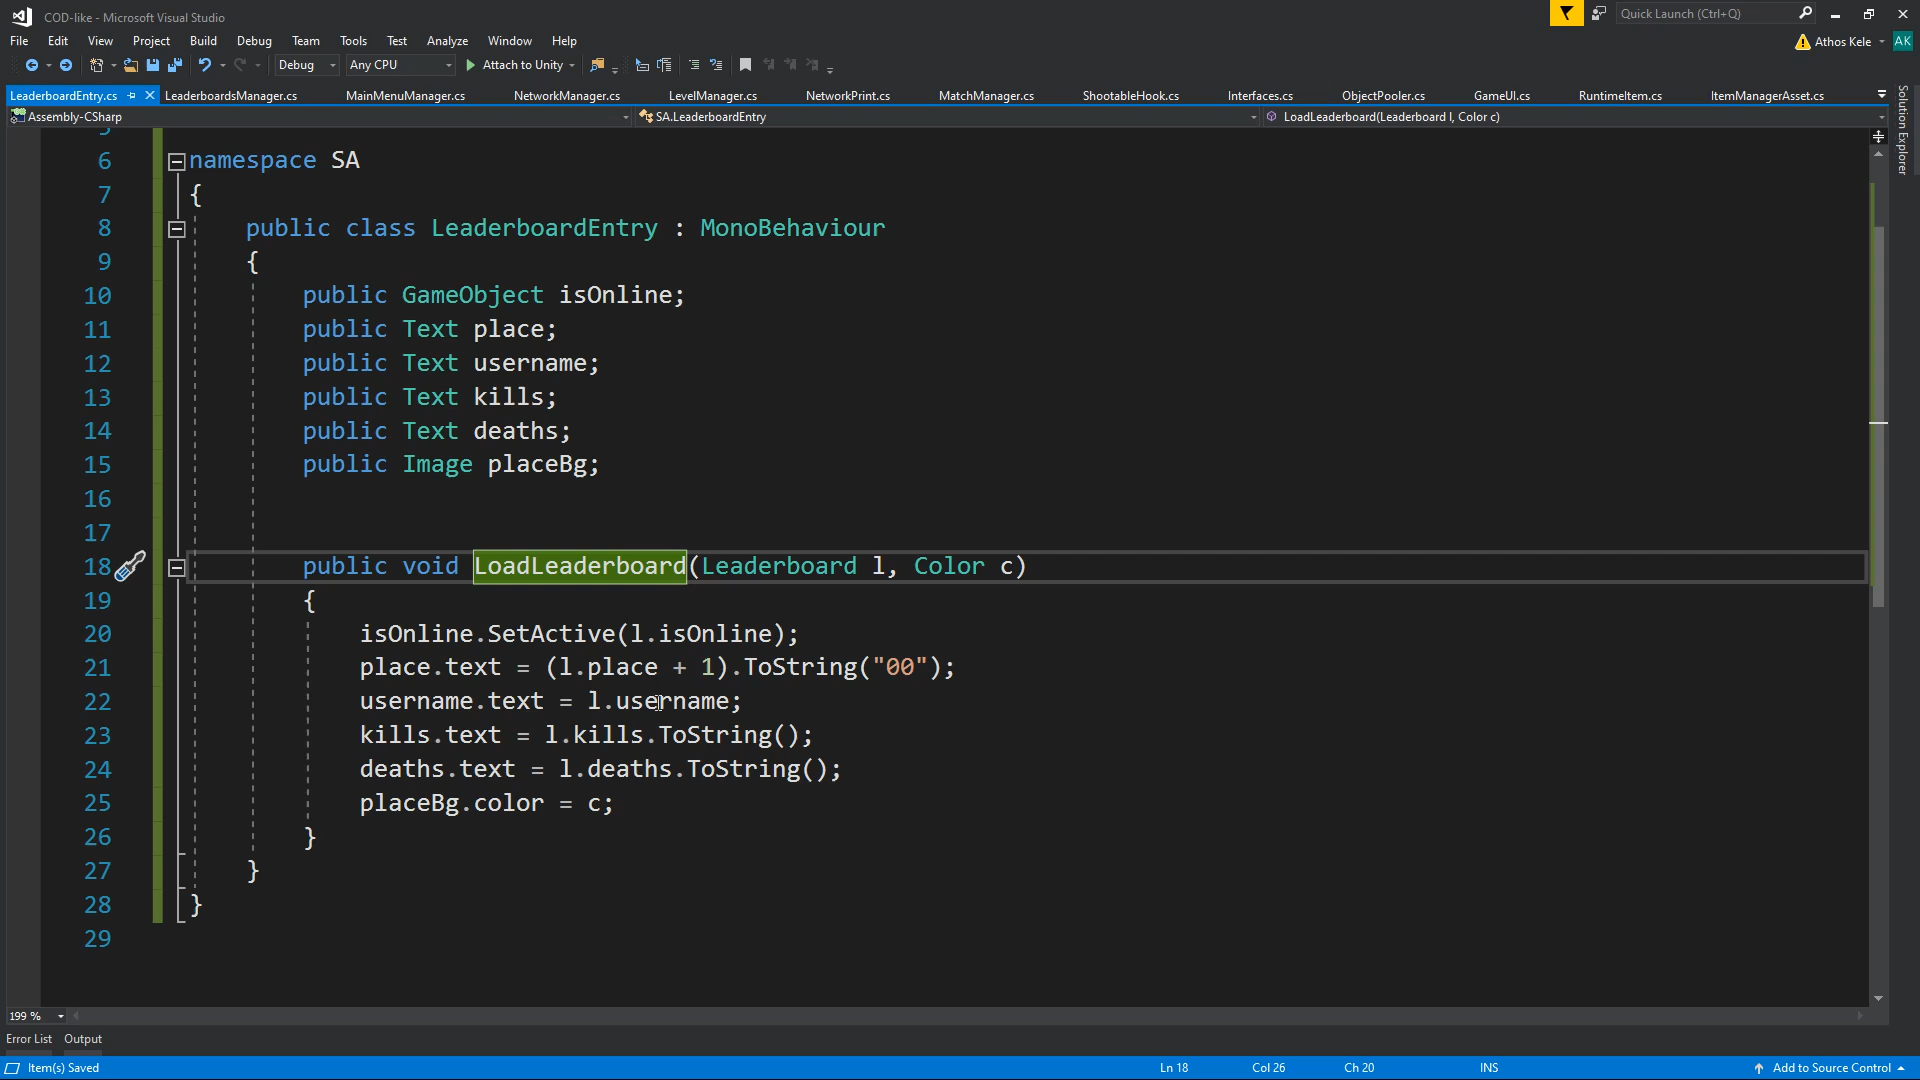 COD-like - Microsoft Visual Studio
Quick Launch (Ctrl+Q)
File Edit View Project Build Debug Team Tools Test Analyze Window Help
Athos Kele AK
Debug Any CPU Attach to Unity
LeaderboardEntry.cs LeaderboardsManager.cs MainMenuManager.cs NetworkManager.cs LevelManager.cs NetworkPrint.cs MatchManager.cs ShootableHook.cs Interfaces.cs ObjectPooler.cs GameUI.cs RuntimeItem.cs ItemManagerAsset.cs
Solution Explorer
Assembly-CSharp SA.LeaderboardEntry LoadLeaderboard(Leaderboard l, Color c)
5
6 namespace SA
7 {
8 public class LeaderboardEntry : MonoBehaviour
9 {
10 public GameObject isOnline;
11 public Text place;
12 public Text username;
13 public Text kills;
14 public Text deaths;
15 public Image placeBg;
16
17
18 public void LoadLeaderboard(Leaderboard l, Color c)
19 {
20 isOnline.SetActive(l.isOnline);
21 place.text = (l.place + 1).ToString("00");
22 username.text = l.username;
23 kills.text = l.kills.ToString();
24 deaths.text = l.deaths.ToString();
25 placeBg.color = c;
26 }
27 }
28 }
29
199 %
Error List Output
Item(s) Saved Ln 18 Col 26 Ch 20 INS Add to Source Control